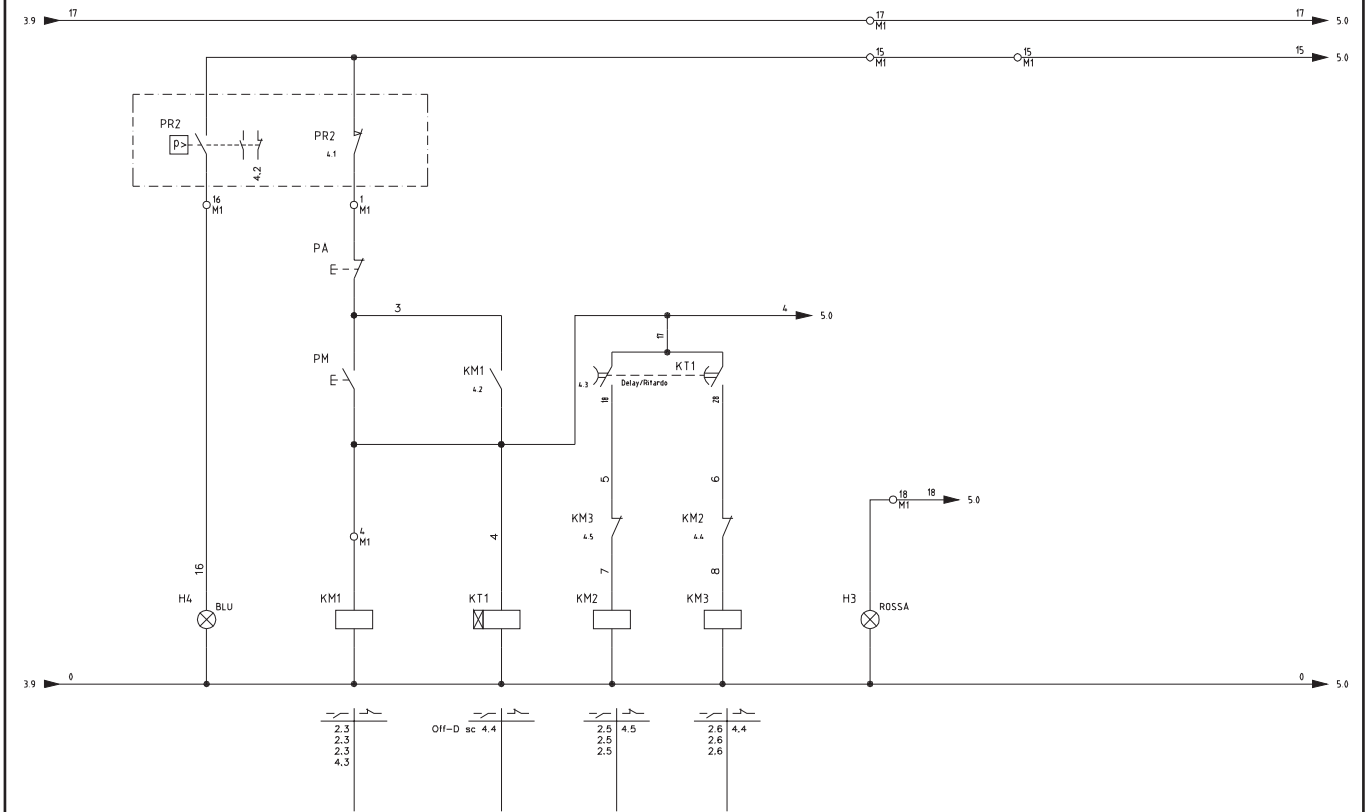 3.9 17 17 17 5.0
M1
15 15 15 5.0
M1 M1
PR2 PR2
P> 4.1
4.2
16 1
M1 M1
PA
E
3 4 5.0
17
PM KM1 KT1
E 4.2 4.3 Delay/Ritardo
18 28
5 6
18 18 5.0
M1
KM3 KM2
4.5 4.4
4 4
M1
16 7 8
H4 BLU KM1 KT1 KM2 KM3 H3 ROSSA
3.9 0 0 5.0
2.3 Off-D sc 4.4 2.5 4.5 2.6 4.4
2.3 2.5 2.6
2.3 2.5 2.6
4.3